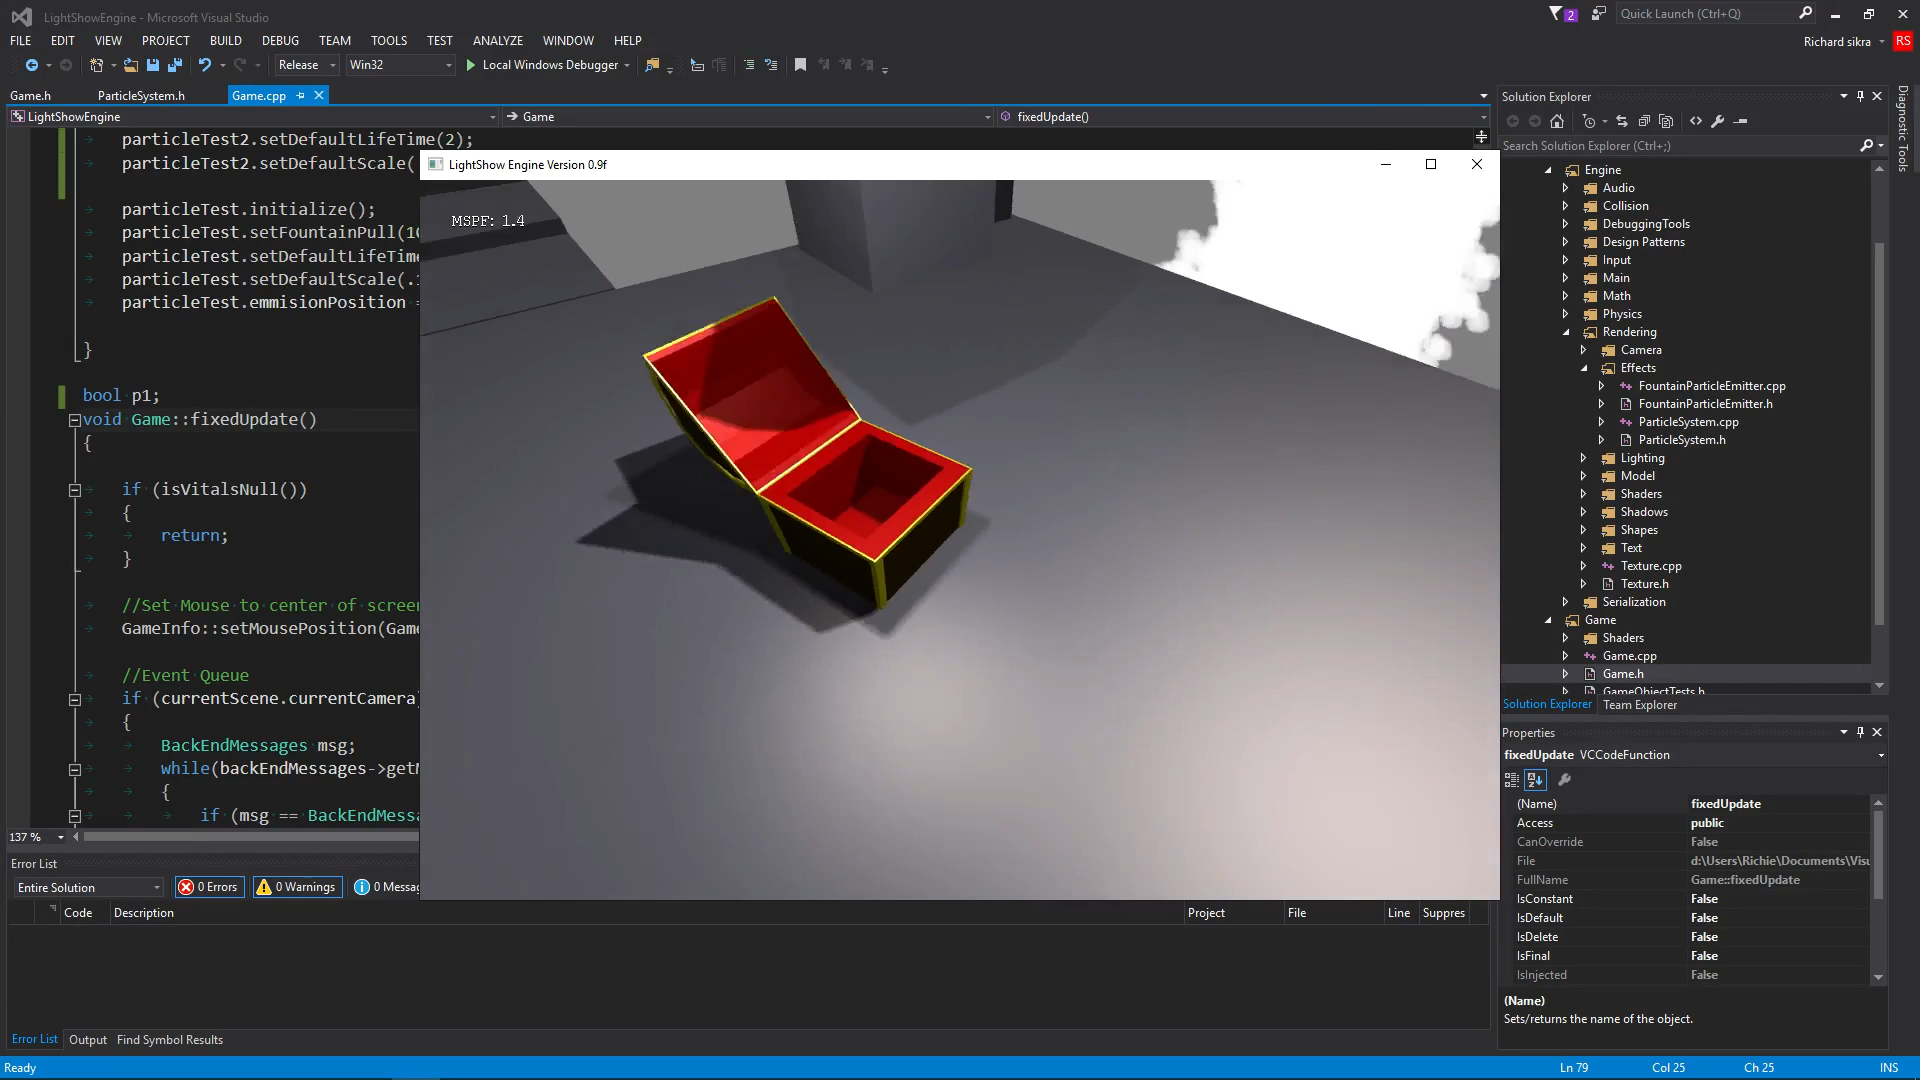 LightShowEngine - Microsoft Visual Studio
2
Quick Launch (Ctrl+Q)
FILE EDIT VIEW PROJECT BUILD DEBUG TEAM TOOLS TEST ANALYZE WINDOW HELP
Richard sikra
RS
Release
Win32
Local Windows Debugger
Game.h ParticleSystem.h Game.cpp
LightShowEngine
Game
fixedUpdate()
particleTest2.setDefaultLifeTime(2);
particleTest2.setDefaultScale(
particleTest.initialize();
particleTest.setFountainPull(
particleTest.setDefaultLifeTime
particleTest.setDefaultScale(.
particleTest.emmisionPosition
}
bool p1;
void Game::fixedUpdate()
{
if (isVitalsNull())
{
return;
}
//Set Mouse to center of screen
GameInfo::setMousePosition(Game
//Event Queue
if (currentScene.currentCamera
{
BackEndMessages msg;
while(backEndMessages->get
{
if (msg == BackEndMessa
137 %
LightShow Engine Version 0.9f
MSPF: 1.4
Error List
Entire Solution
0 Errors
0 Warnings
0 Messag
Code
Description
Project
File
Line
Suppres
Error List Output Find Symbol Results
Solution Explorer
Search Solution Explorer (Ctrl+;)
Engine
Audio
Collision
DebuggingTools
Design Patterns
Input
Main
Math
Physics
Rendering
Camera
Effects
FountainParticleEmitter.cpp
FountainParticleEmitter.h
ParticleSystem.cpp
ParticleSystem.h
Lighting
Model
Shaders
Shadows
Shapes
Text
Texture.cpp
Texture.h
Serialization
Game
Shaders
Game.cpp
Game.h
GameObjectTests.h
Solution Explorer Team Explorer
Properties
fixedUpdate VCCodeFunction
(Name) fixedUpdate
Access public
CanOverride False
File d:\Users\Richie\Documents\Visu
FullName Game::fixedUpdate
IsConstant False
IsDefault False
IsDelete False
IsFinal False
IsInjected False
(Name)
Sets/returns the name of the object.
Diagnostic Tools
Ready
Ln 79
Col 25
Ch 25
INS